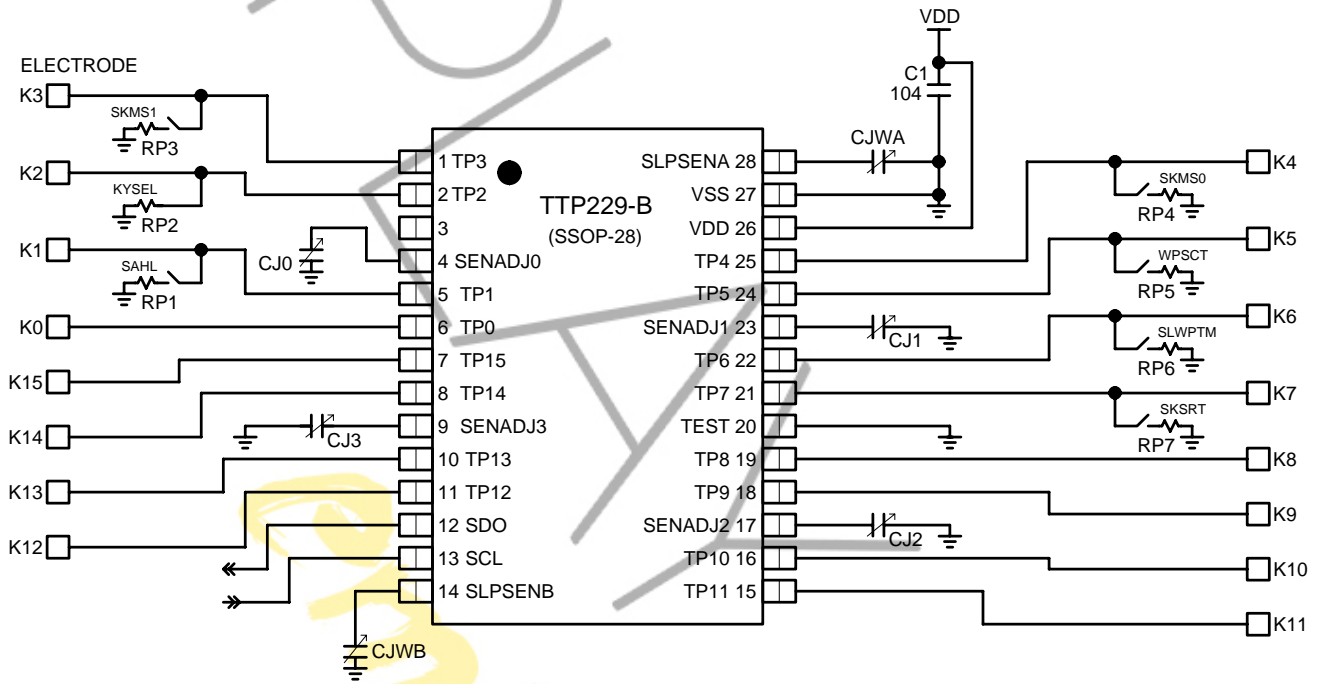 VDD
ELECTRODE
C1
104
K3
SKMS1
RP3
CJWA
1 TP3
SLPSENA 28
K4
K2
KYSEL
RP2
2 TP2
TTP229-B
VSS 27
SKMS0
RP4
3
(SSOP-28)
VDD 26
K1
SAHL
RP1
CJ0
4 SENADJ0
TP4 25
K5
WPSCT
RP5
5 TP1
TP5 24
K0
6 TP0
SENADJ1 23
CJ1
K6
SLWPTM
RP6
K15
7 TP15
TP6 22
K14
8 TP14
TP7 21
K7
SKSRT
RP7
CJ3
9 SENADJ3
TEST 20
K13
10 TP13
TP8 19
K8
K12
11 TP12
TP9 18
K9
12 SDO
SENADJ2 17
CJ2
13 SCL
TP10 16
K10
14 SLPSENB
TP11 15
K11
CJWB